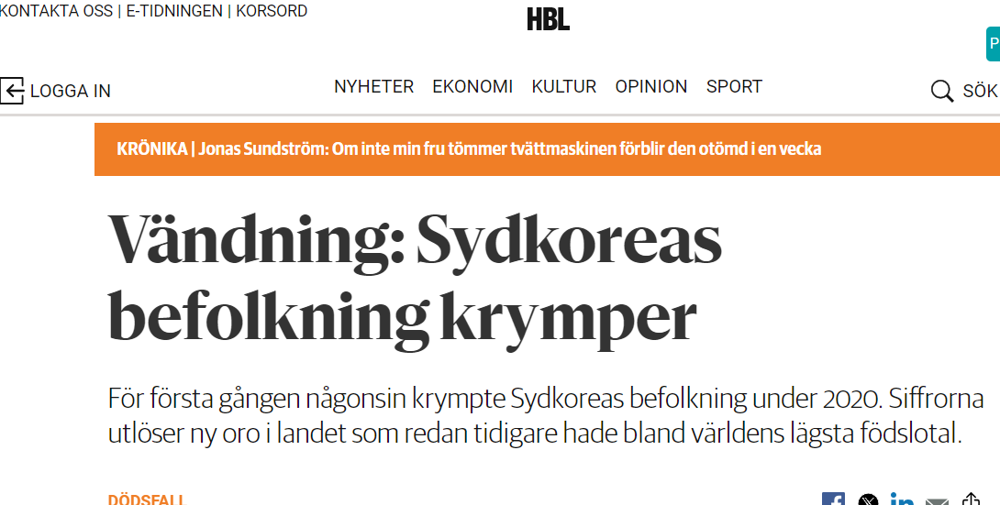 KONTAKTA OSS | E-TIDNINGEN | KORSORD
HBL
P
LOGGA IN
NYHETER EKONOMI KULTUR OPINION SPORT
SÖK
KRÖNIKA | Jonas Sundström: Om inte min fru tömmer tvättmaskinen förblir den otömd i en vecka
Vändning: Sydkoreas
befolkning krymper
För första gången någonsin krympte Sydkoreas befolkning under 2020. Siffrorna
utlöser ny oro i landet som redan tidigare hade bland världens lägsta födslotal.
DÖDSFALL